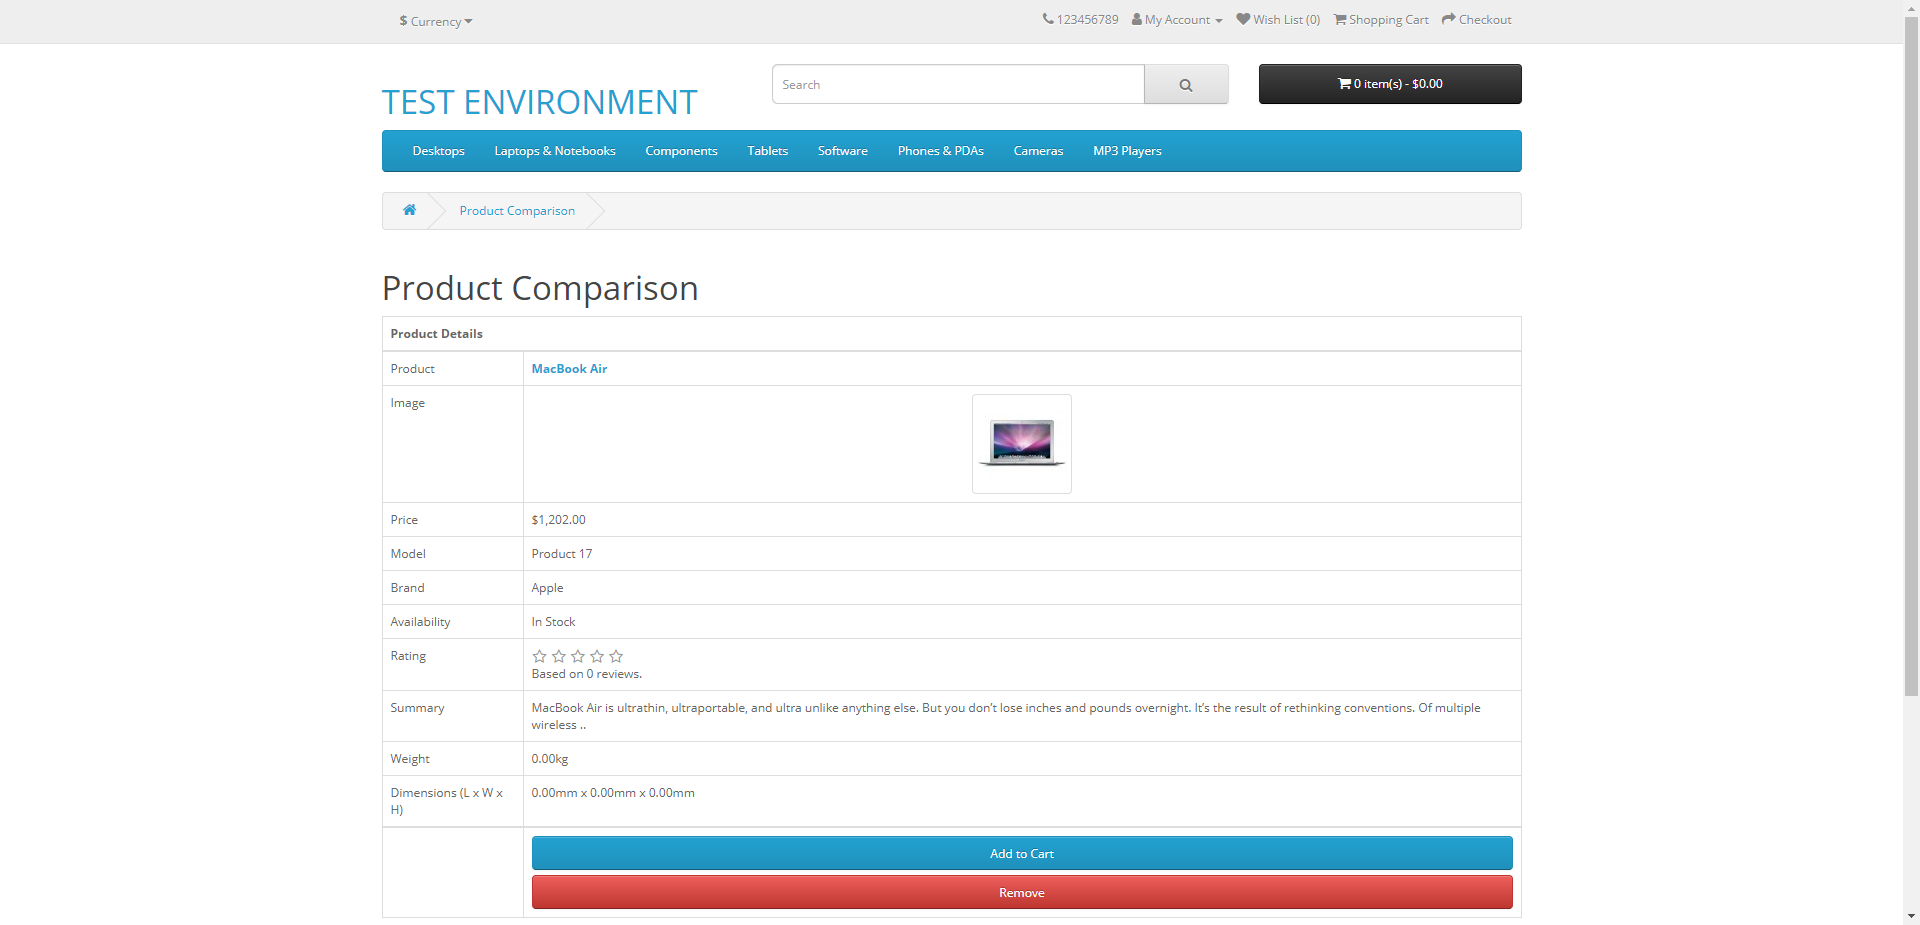 $ Currency
123456789
My Account
Wish List (0)
Shopping Cart
Checkout
TEST ENVIRONMENT
Search
0 item(s) - $0.00
Desktops
Laptops & Notebooks
Components
Tablets
Software
Phones & PDAs
Cameras
MP3 Players
Product Comparison
Product Comparison
Product Details
Product
MacBook Air
Image
Price
$1,202.00
Model
Product 17
Brand
Apple
Availability
In Stock
Rating
Based on 0 reviews.
Summary
MacBook Air is ultrathin, ultraportable, and ultra unlike anything else. But you don’t lose inches and pounds overnight. It’s the result of rethinking conventions. Of multiple
wireless ..
Weight
0.00kg
Dimensions (L x W x
H)
0.00mm x 0.00mm x 0.00mm
Add to Cart
Remove